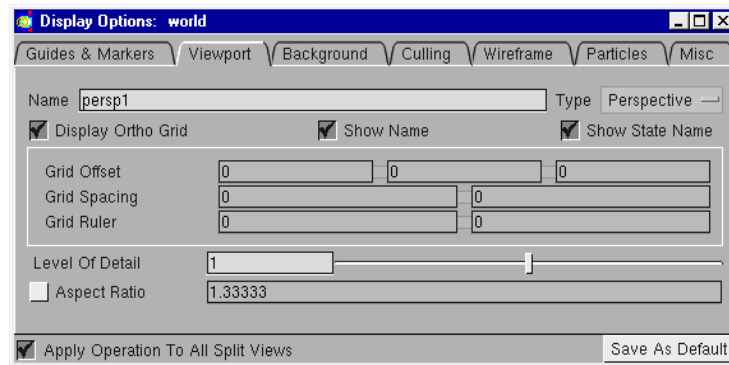 Display Options: world
Guides & Markers Viewport Background Culling Wireframe Particles Misc
Name persp1 Type Perspective
Display Ortho Grid Show Name Show State Name
Grid Offset 0 0 0
Grid Spacing 0 0
Grid Ruler 0 0
Level Of Detail 1
Aspect Ratio 1.33333
Apply Operation To All Split Views Save As Default